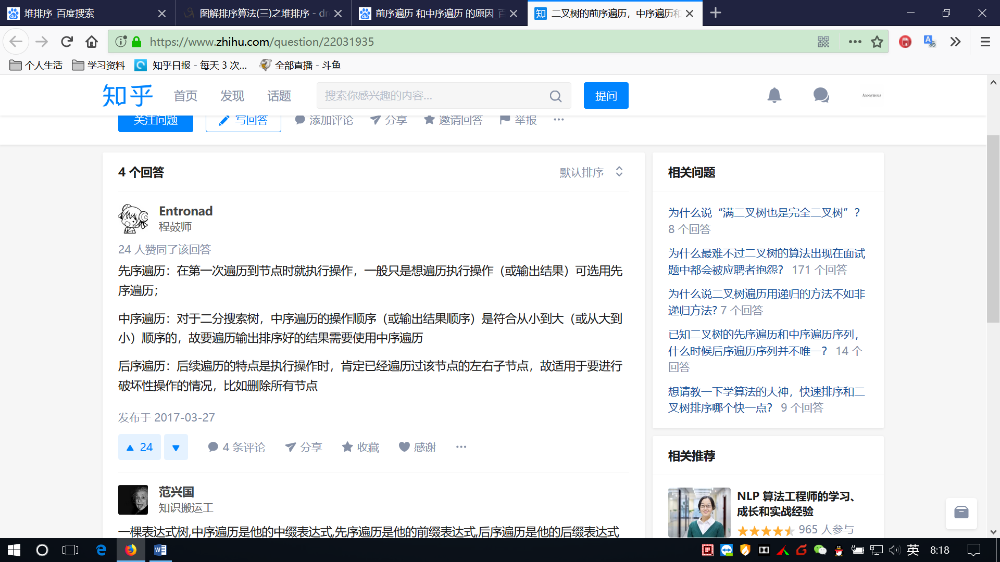 堆排序_百度搜索
图解排序算法(三)之堆排序 - dr
前序遍历 和中序遍历 的原因_百
二叉树的前序遍历，中序遍历和
https://www.zhihu.com/question/22031935
个人生活
学习资料
知乎日报 - 每天 3 次...
全部直播 - 斗鱼
知乎
首页
发现
话题
搜索你感兴趣的内容...
提问
Anonymous
关注问题
写回答
添加评论
分享
邀请回答
举报
4 个回答
默认排序
Entronad
程鼓师
24 人赞同了该回答
先序遍历：在第一次遍历到节点时就执行操作，一般只是想遍历执行操作（或输出结果）可选用先
序遍历；
中序遍历：对于二分搜索树，中序遍历的操作顺序（或输出结果顺序）是符合从小到大（或从大到
小）顺序的，故要遍历输出排序好的结果需要使用中序遍历
后序遍历：后续遍历的特点是执行操作时，肯定已经遍历过该节点的左右子节点，故适用于要进行
破坏性操作的情况，比如删除所有节点
发布于 2017-03-27
24
4 条评论
分享
收藏
感谢
范兴国
知识搬运工
一棵表达式树,中序遍历是他的中缀表达式,先序遍历是他的前缀表达式,后序遍历是他的后缀表达式
相关问题
为什么说“满二叉树也是完全二叉树”？
8 个回答
为什么最难不过二叉树的算法出现在面试
题中都会被应聘者抱怨？ 171 个回答
为什么说二叉树遍历用递归的方法不如非
递归方法? 7 个回答
已知二叉树的先序遍历和中序遍历序列，
什么时候后序遍历序列并不唯一？ 14 个
回答
想请教一下学算法的大神，快速排序和二
叉树排序哪个快一点？ 9 个回答
相关推荐
NLP 算法工程师的学习、
成长和实战经验
965 人参与
英
8:18